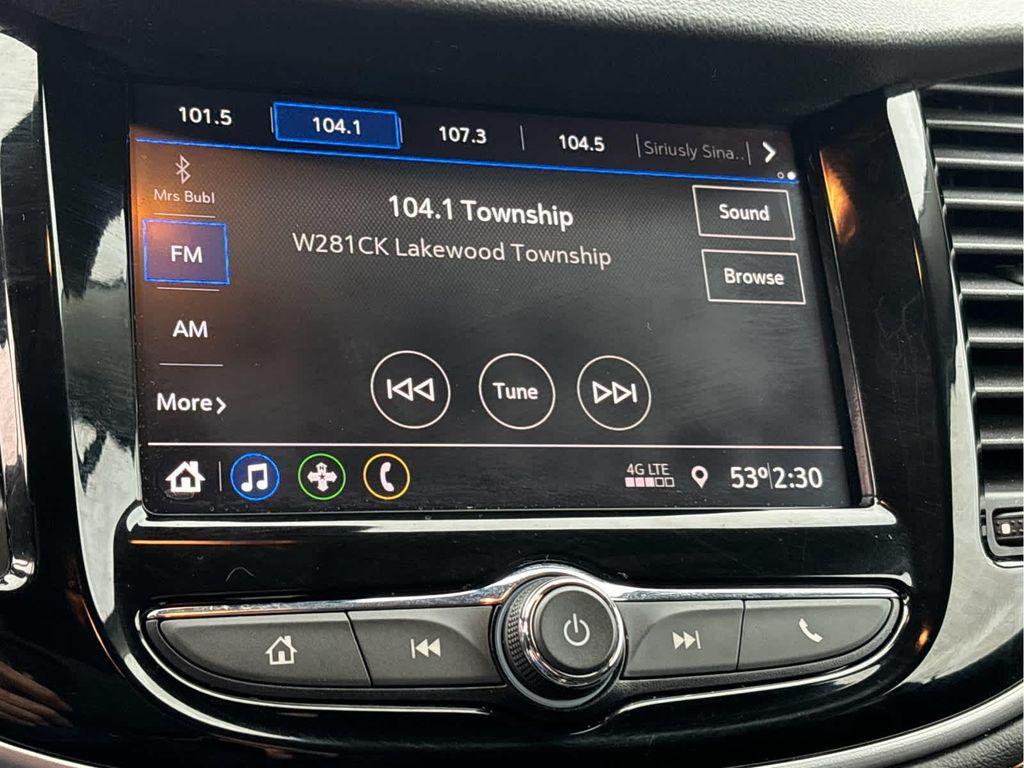 101.5
104.1
107.3
104.5
Siriusly Sina..
Mrs Bubl
104.1 Township
Sound
FM
W281CK Lakewood Township
Browse
AM
More
Tune
4G LTE
53° 2:30